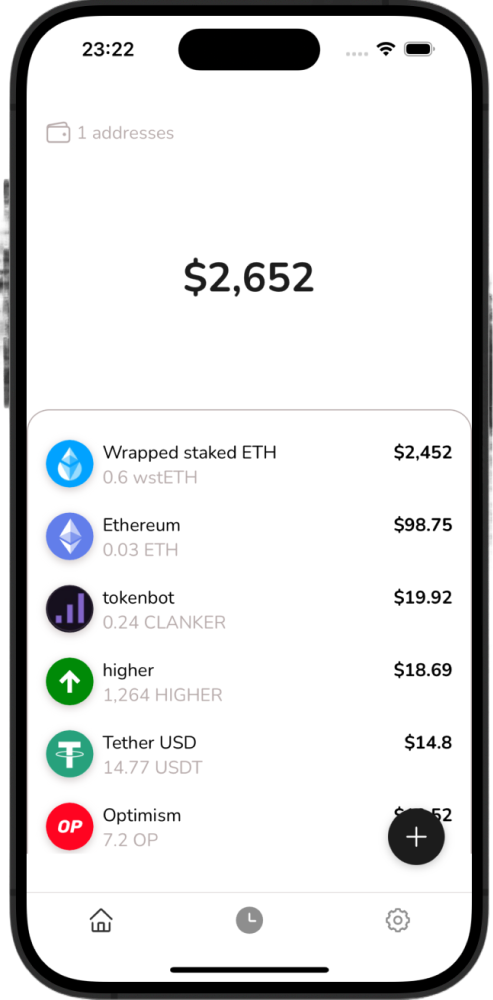 23:22
1 addresses
$2,652
Wrapped staked ETH
$2,452
0.6 wstETH
Ethereum
$98.75
0.03 ETH
tokenbot
$19.92
0.24 CLANKER
higher
$18.69
1,264 HIGHER
Tether USD
$14.8
14.77 USDT
OP
Optimism
7.2 OP